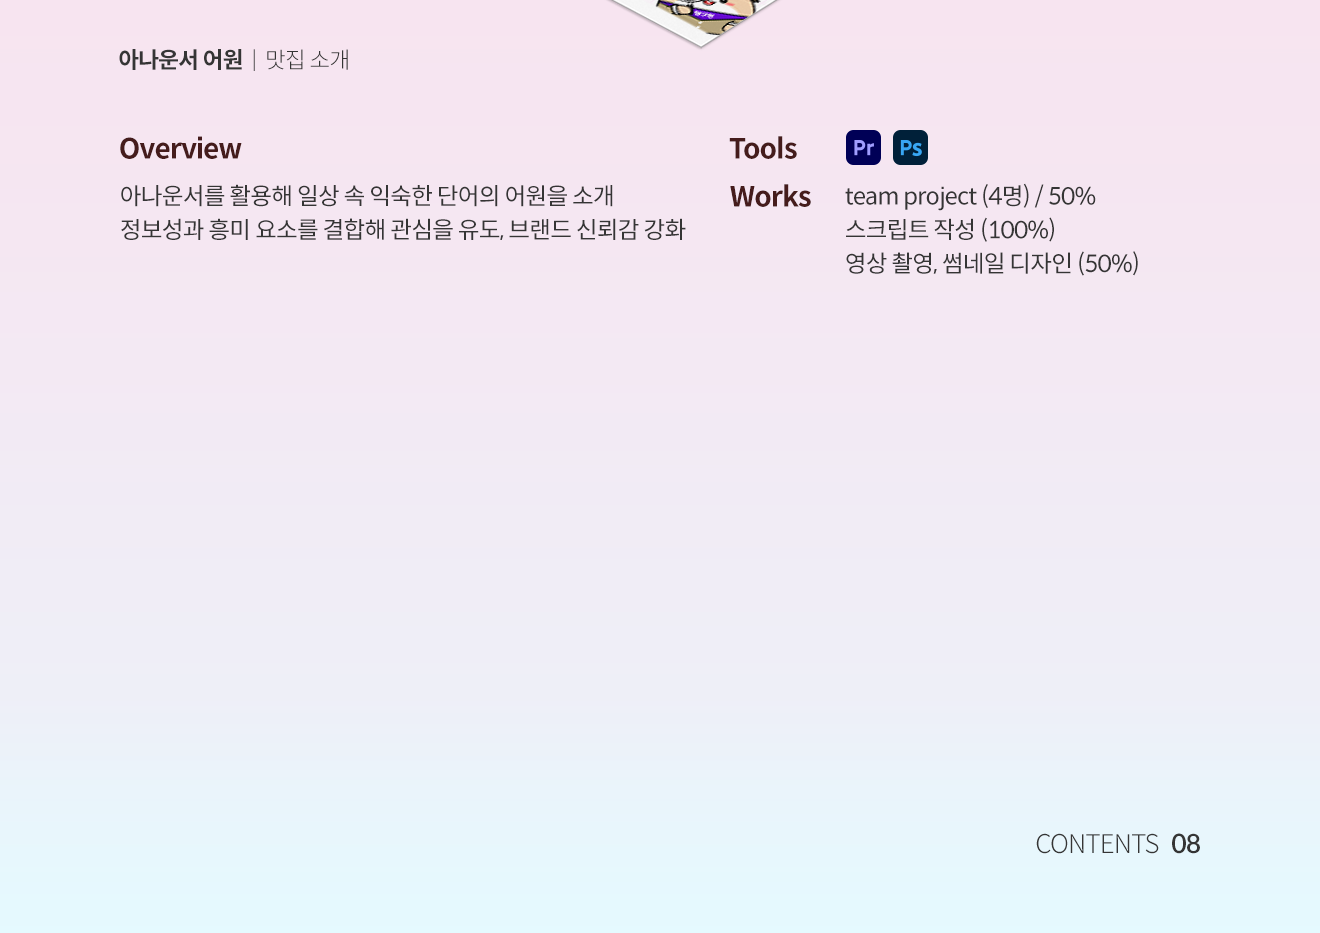 아나운서 어원 | 맛집 소개
Overview
아나운서를 활용해 일상 속 익숙한 단어의 어원을 소개
정보성과 흥미 요소를 결합해 관심을 유도, 브랜드 신뢰감 강화
Tools Pr Ps
Works team project (4명) / 50%
스크립트 작성 (100%)
영상 촬영, 썸네일 디자인 (50%)
CONTENTS 08